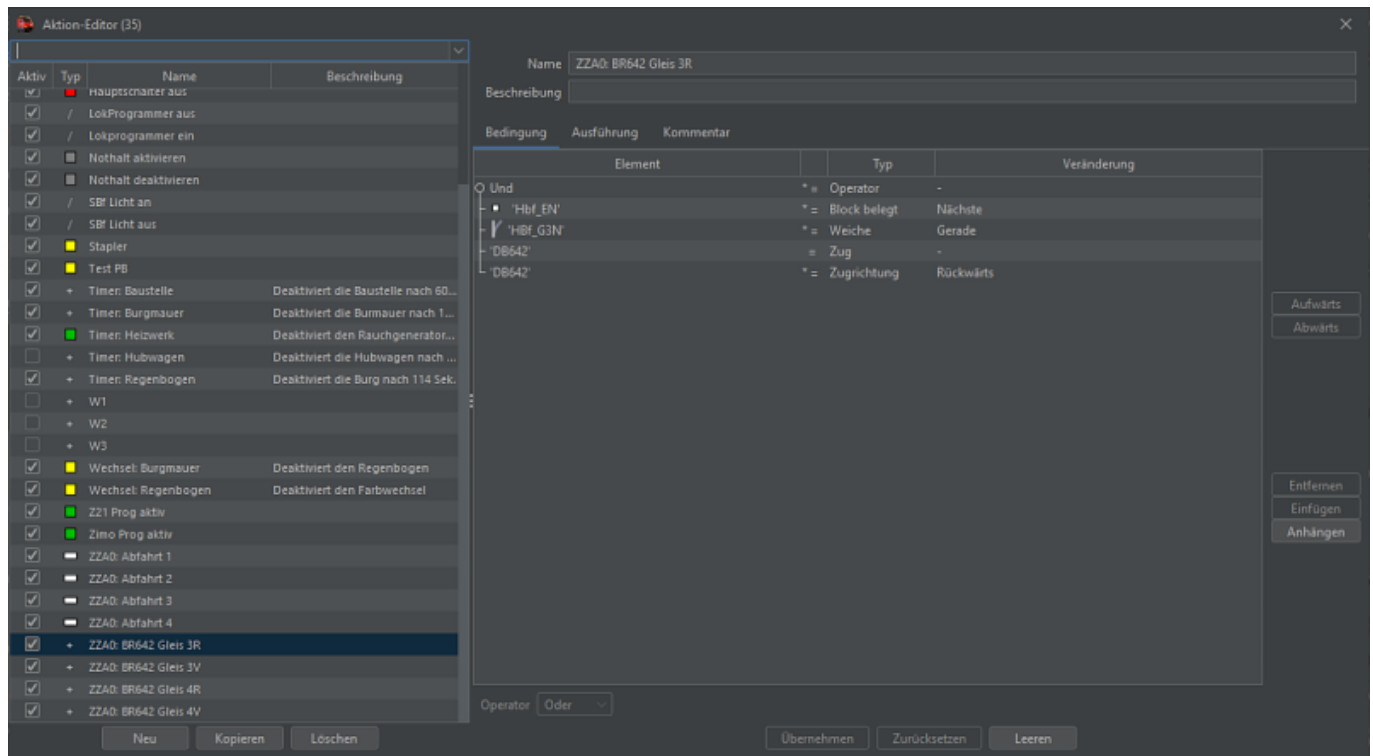 Aktion-Editor (35)
Name ZZA0: BR642 Gleis 3R
Beschreibung
Aktiv Typ Name Beschreibung
Hauptschalter aus
LokProgrammer aus
Lokprogrammer ein
Nothalt aktivieren
Nothalt deaktivieren
SBf Licht an
SBf Licht aus
Stapler
Test PB
Timer: Baustelle Deaktiviert die Baustelle nach 60...
Timer: Burgmauer Deaktiviert die Burmauer nach 1...
Timer: Heizwerk Deaktiviert den Rauchgenerator...
Timer: Hubwagen Deaktiviert die Hubwagen nach ...
Timer: Regenbogen Deaktiviert die Burg nach 114 Sek.
W1
W2
W3
Wechsel: Burgmauer Deaktiviert den Regenbogen
Wechsel: Regenbogen Deaktiviert den Farbwechsel
Z21 Prog aktiv
Zimo Prog aktiv
ZZA0: Abfahrt 1
ZZA0: Abfahrt 2
ZZA0: Abfahrt 3
ZZA0: Abfahrt 4
ZZA0: BR642 Gleis 3R
ZZA0: BR642 Gleis 3V
ZZA0: BR642 Gleis 4R
ZZA0: BR642 Gleis 4V
Neu Kopieren Löschen
Bedingung Ausführung Kommentar
Element Typ Veränderung
Und * = Operator -
'Hbf_EN' * = Block belegt Nächste
'HBf_G3N' * = Weiche Gerade
'DB642' = Zug -
'DB642' * = Zugrichtung Rückwärts
Aufwärts
Abwärts
Entfernen
Einfügen
Anhängen
Operator Oder
Übernehmen Zurücksetzen Leeren